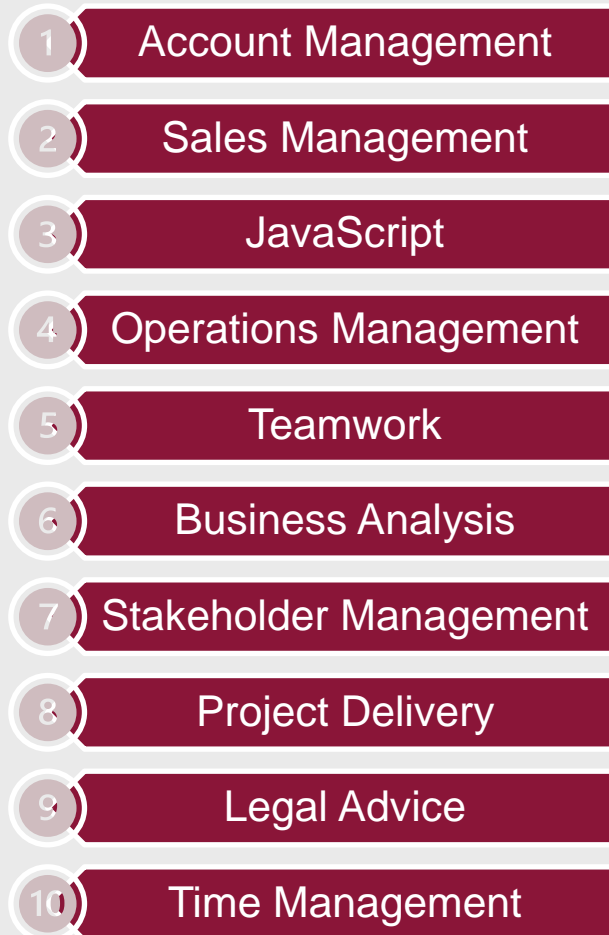 1 Account Management
2 Sales Management
3 JavaScript
4 Operations Management
5 Teamwork
6 Business Analysis
7 Stakeholder Management
8 Project Delivery
9 Legal Advice
10 Time Management